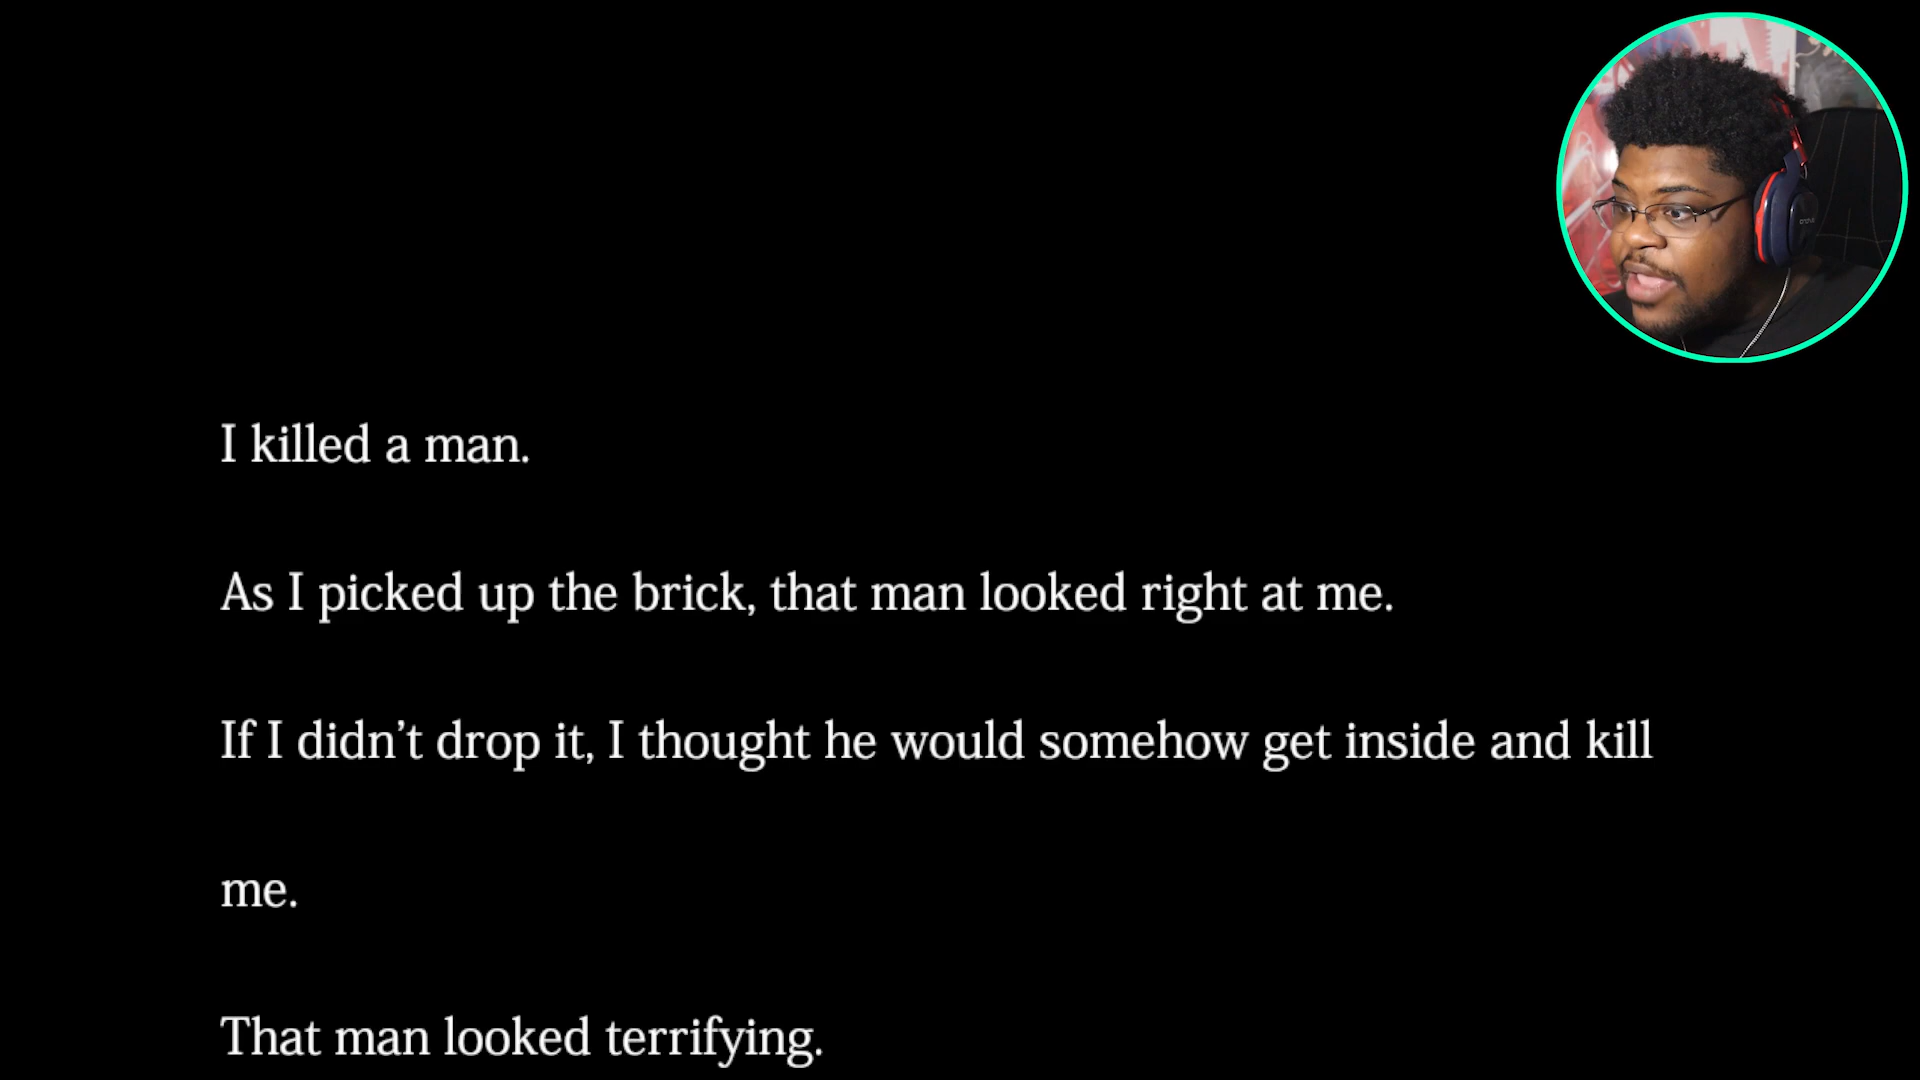 I killed a man.
As I picked up the brick, that man looked right at me.
If I didn’t drop it, I thought he would somehow get inside and kill
me.
That man looked terrifying.